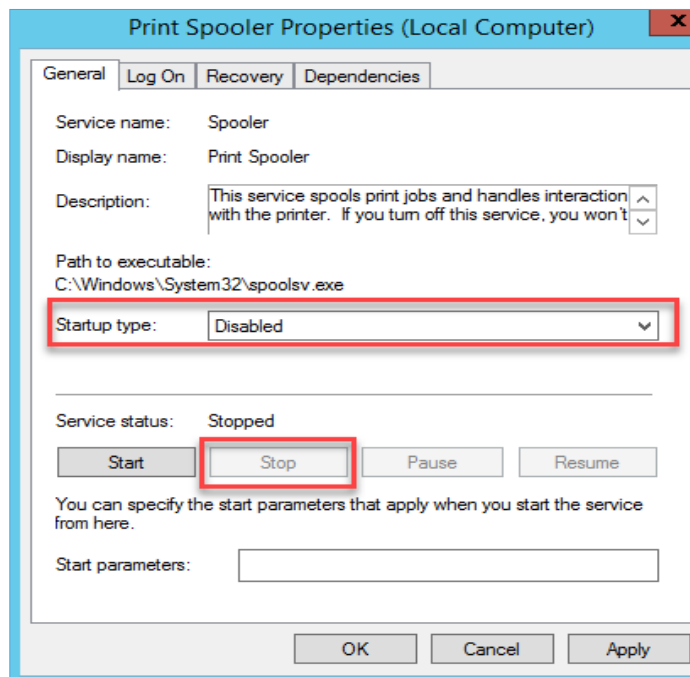 Print Spooler Properties (Local Computer)
X
General Log On Recovery Dependencies
Service name: Spooler
Display name: Print Spooler
Description: This service spools print jobs and handles interaction
with the printer. If you turn off this service, you won't
Path to executable:
C:\Windows\System32\spoolsv.exe
Startup type: Disabled
Service status: Stopped
Start Stop Pause Resume
You can specify the start parameters that apply when you start the service
from here.
Start parameters:
OK Cancel Apply